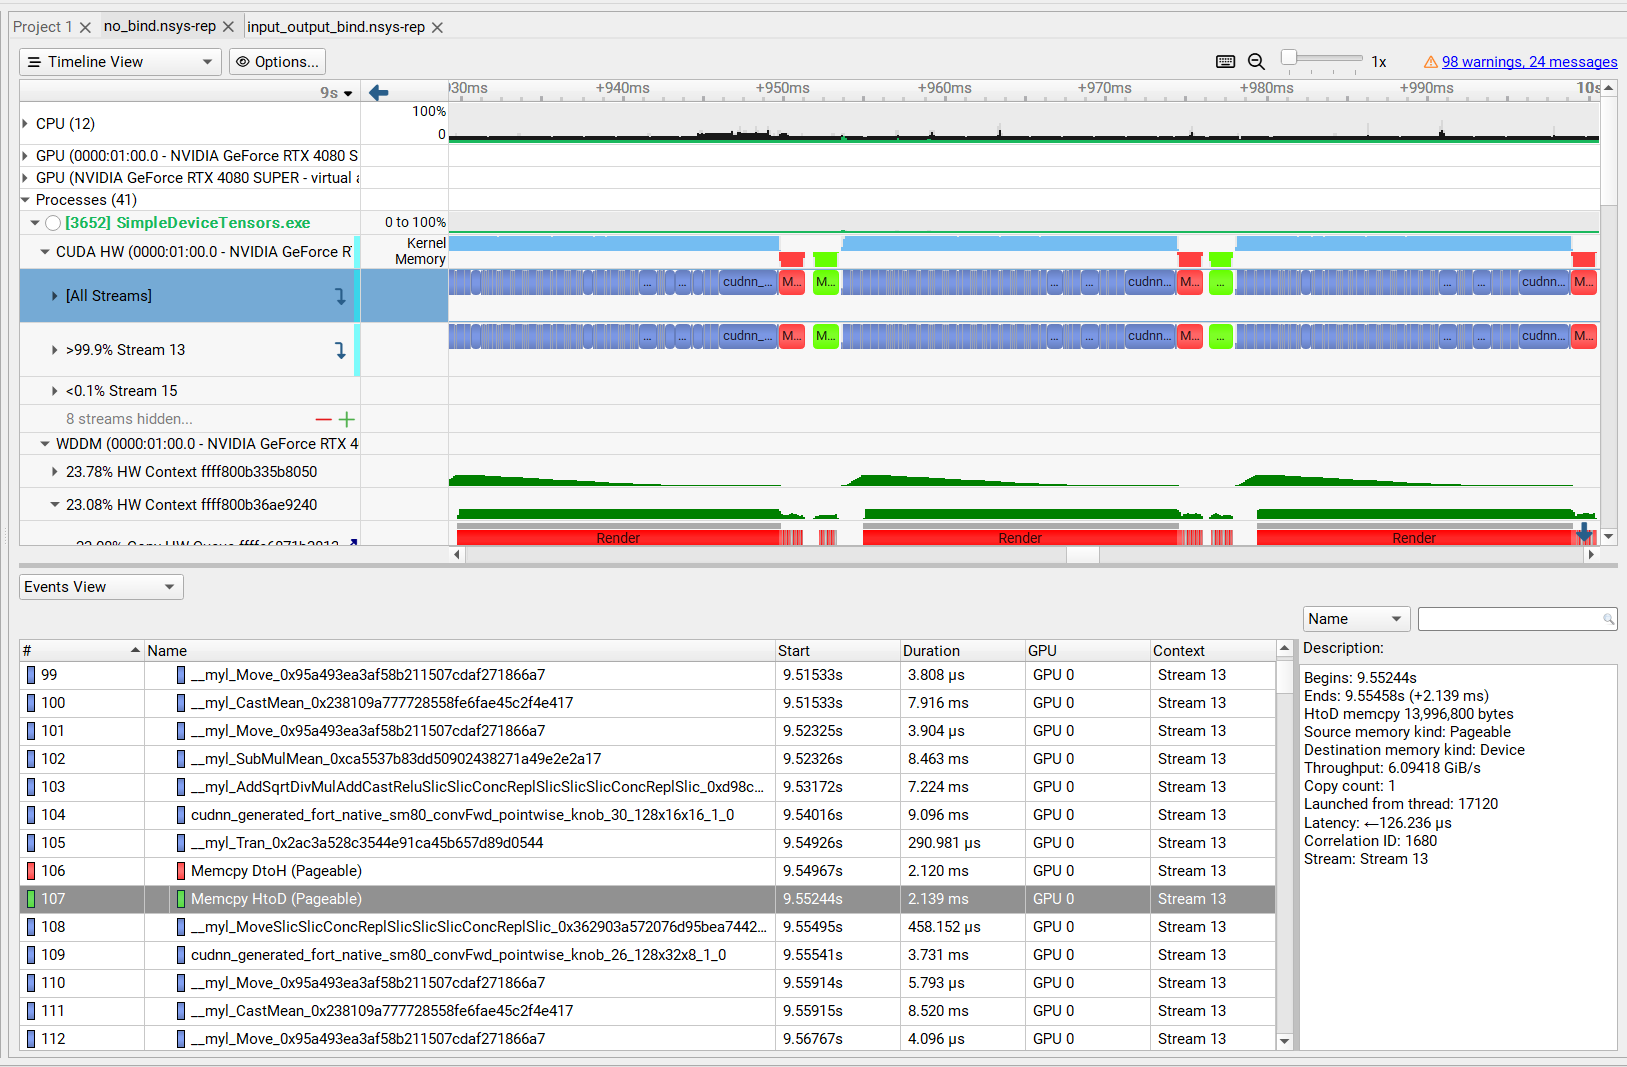 Project 1
no_bind.nsys-rep
input_output_bind.nsys-rep
Timeline View
Options...
1x
98 warnings, 24 messages
9s
+940ms
+950ms
+960ms
+970ms
+980ms
+990ms
CPU (12)
100%
0
GPU (0000:01:00.0 - NVIDIA GeForce RTX 4080 S
GPU (NVIDIA GeForce RTX 4080 SUPER - virtual
Processes (41)
[3652] SimpleDeviceTensors.exe
0 to 100%
CUDA HW (0000:01:00.0 - NVIDIA GeForce
Kernel
Memory
[All Streams]
... ... cudnn_... M... M... ... ... cudnn... M... ... ... ... cudnn... M...
>99.9% Stream 13
... ... cudnn_... M... M... ... ... cudnn... M... ... ... ... cudnn... M...
<0.1% Stream 15
8 streams hidden...
WDDM (0000:01:00.0 - NVIDIA GeForce RTX 4
23.78% HW Context ffff800b335b8050
23.08% HW Context ffff800b36ae9240
Render Render Render
Events View
Name
# Name Start Duration GPU Context
99 __myl_Move_0x95a493ea3af58b211507cdaf271866a7 9.51533s 3.808 µs GPU 0 Stream 13
100 __myl_CastMean_0x238109a777728558fe6fae45c2f4e417 9.51533s 7.916 ms GPU 0 Stream 13
101 __myl_Move_0x95a493ea3af58b211507cdaf271866a7 9.52325s 3.904 µs GPU 0 Stream 13
102 __myl_SubMulMean_0xca5537b83dd50902438271a49e2e2a17 9.52326s 8.463 ms GPU 0 Stream 13
103 __myl_AddSqrtDivMulAddCastReluSlicSlicConcReplSlicSlicSlicConcReplSlic_0xd98c... 9.53172s 7.224 ms GPU 0 Stream 13
104 cudnn_generated_fort_native_sm80_convFwd_pointwise_knob_30_128x16x16_1_0 9.54016s 9.096 ms GPU 0 Stream 13
105 __myl_Tran_0x2ac3a528c3544e91ca45b657d89d0544 9.54926s 290.981 µs GPU 0 Stream 13
106 Memcpy DtoH (Pageable) 9.54967s 2.120 ms GPU 0 Stream 13
107 Memcpy HtoD (Pageable) 9.55244s 2.139 ms GPU 0 Stream 13
108 __myl_MoveSlicSlicConcReplSlicSlicSlicConcReplSlic_0x362903a572076d95bea7442... 9.55495s 458.152 µs GPU 0 Stream 13
109 cudnn_generated_fort_native_sm80_convFwd_pointwise_knob_26_128x32x8_1_0 9.55541s 3.731 ms GPU 0 Stream 13
110 __myl_Move_0x95a493ea3af58b211507cdaf271866a7 9.55914s 5.793 µs GPU 0 Stream 13
111 __myl_CastMean_0x238109a777728558fe6fae45c2f4e417 9.55915s 8.520 ms GPU 0 Stream 13
112 __myl_Move_0x95a493ea3af58b211507cdaf271866a7 9.56767s 4.096 µs GPU 0 Stream 13
Description:
Begins: 9.55244s
Ends: 9.55458s (+2.139 ms)
HtoD memcpy 13,996,800 bytes
Source memory kind: Pageable
Destination memory kind: Device
Throughput: 6.09418 GiB/s
Copy count: 1
Launched from thread: 17120
Latency: ←126.236 µs
Correlation ID: 1680
Stream: Stream 13